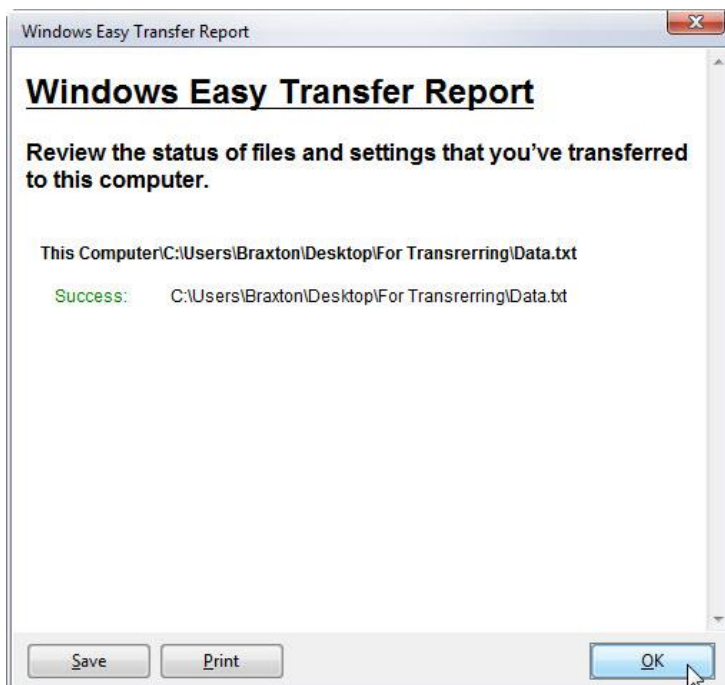 Windows Easy Transfer Report
Windows Easy Transfer Report
Review the status of files and settings that you've transferred
to this computer.
This Computer\C:\Users\Braxton\Desktop\For Transrerring\Data.txt
Success: C:\Users\Braxton\Desktop\For Transrerring\Data.txt
Save Print OK